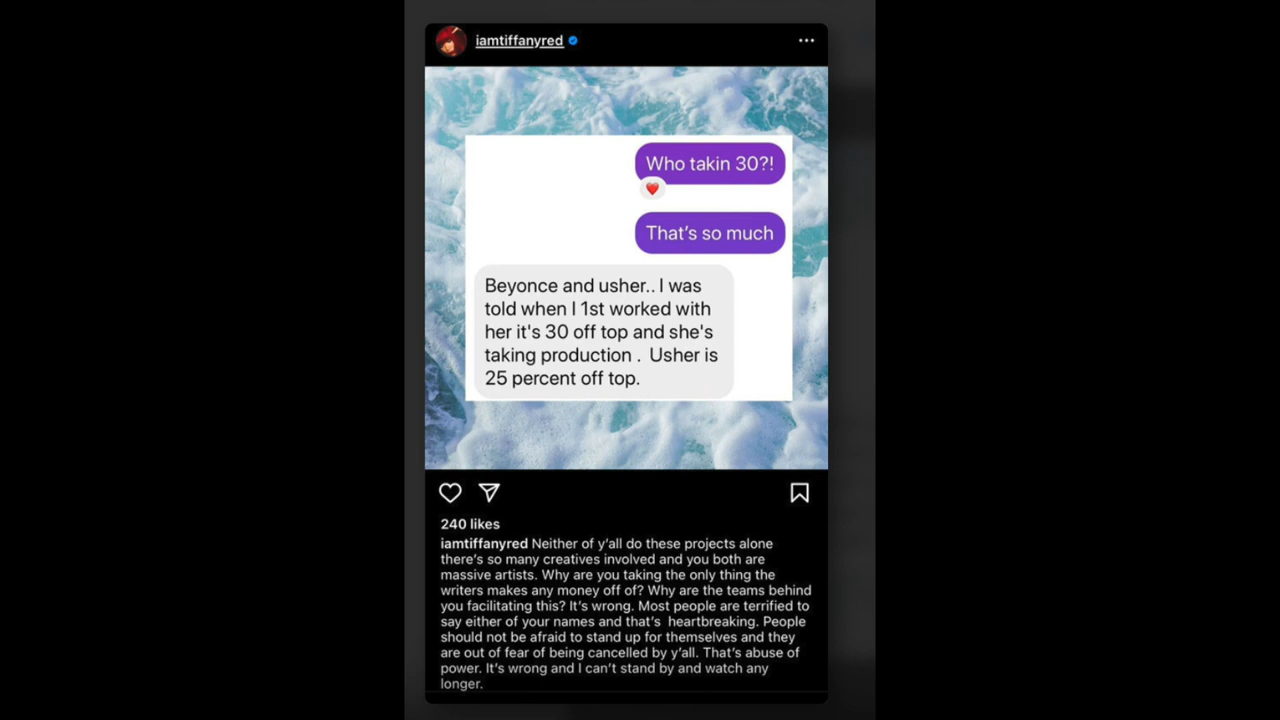 iamtiffanyred
Who takin 30?!
That's so much
Beyonce and usher.. I was
told when I 1st worked with
her it's 30 off top and she's
taking production . Usher is
25 percent off top.
240 likes
iamtiffanyred Neither of y'all do these projects alone
there's so many creatives involved and you both are
massive artists. Why are you taking the only thing the
writers makes any money off of? Why are the teams behind
you facilitating this? It's wrong. Most people are terrified to
say either of your names and that's heartbreaking. People
should not be afraid to stand up for themselves and they
are out of fear of being cancelled by y'all. That's abuse of
power. It's wrong and I can't stand by and watch any
longer.